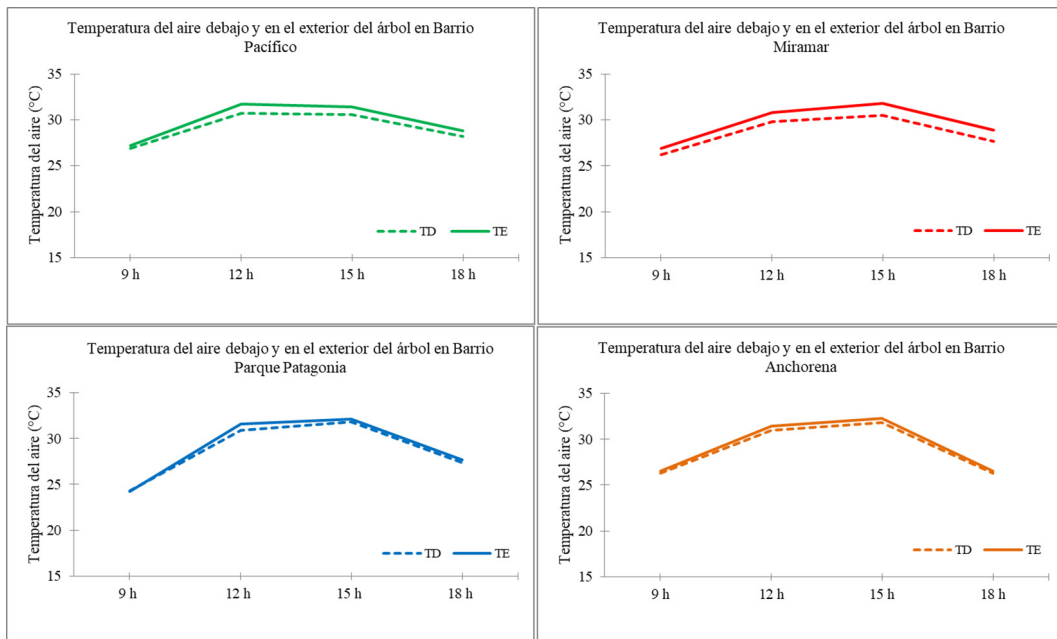 Temperatura del aire debajo y en el exterior del árbol en Barrio
Pacífico
Temperatura del aire (°C)
35
30
25
20
15
TD
TE
9 h
12 h
15 h
18 h
Temperatura del aire debajo y en el exterior del árbol en Barrio
Miramar
Temperatura del aire (°C)
35
30
25
20
15
TD
TE
9 h
12 h
15 h
18 h
Temperatura del aire debajo y en el exterior del árbol en Barrio
Parque Patagonia
Temperatura del aire (°C)
35
30
25
20
15
TD
TE
9 h
12 h
15 h
18 h
Temperatura del aire debajo y en el exterior del árbol en Barrio
Anchorena
Temperatura del aire (°C)
35
30
25
20
15
TD
TE
9 h
12 h
15 h
18 h